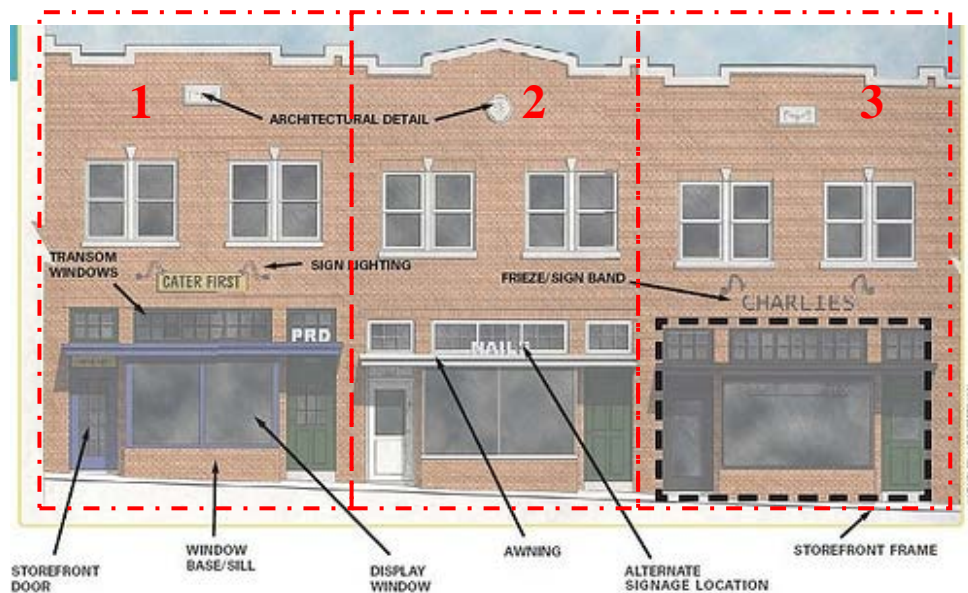 1
2
3
ARCHITECTURAL DETAIL
TRANSOM
WINDOWS
SIGN LIGHTING
CATER FIRST
FRIEZE/SIGN BAND
CHARLIES
PRD
NAILS
STOREFRONT
DOOR
WINDOW
BASE/SILL
DISPLAY
WINDOW
AWNING
ALTERNATE
SIGNAGE LOCATION
STOREFRONT FRAME